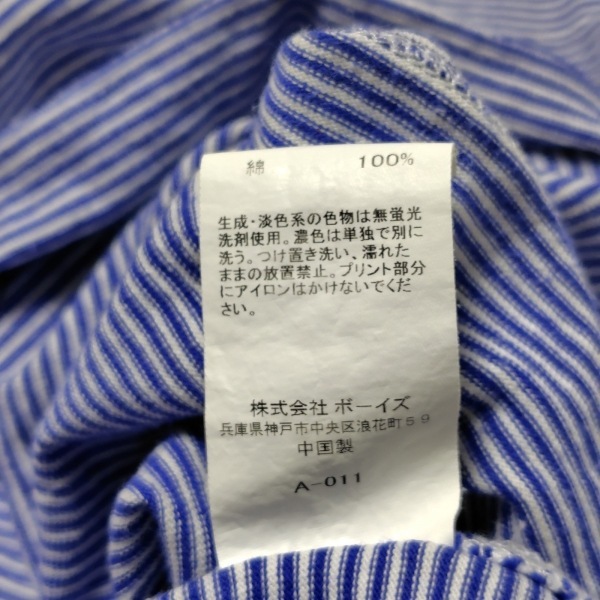 綿 100%
生成・淡色系の色物は無蛍光
洗剤使用。濃色は単独で別に
洗う。つけ置き洗い、濡れた
ままの放置禁止。プリント部分
にアイロンはかけないでくだ
さい。
株式会社 ボーイズ
兵庫県神戸市中央区浪花町59
中国製
A-011